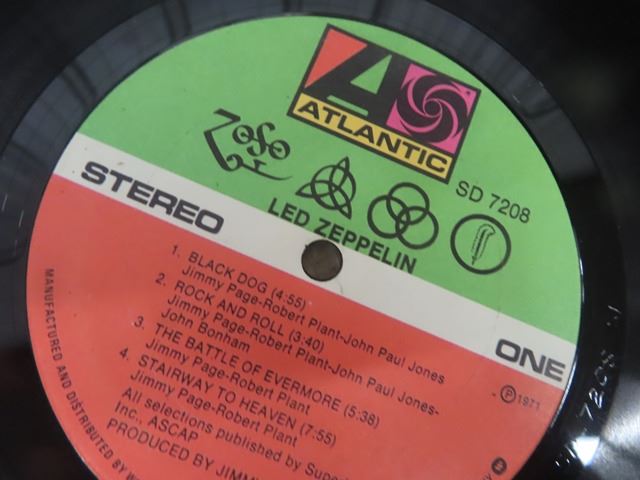 ATLANTIC
SD 7208
ZOSO
LED ZEPPELIN
STEREO
ONE
1. BLACK DOG (4:55)
Jimmy Page-Robert Plant-John Paul Jones
2. ROCK AND ROLL (3:40)
Jimmy Page-Robert Plant-John Paul Jones-
John Bonham
3. THE BATTLE OF EVERMORE (5:38)
Jimmy Page-Robert Plant
4. STAIRWAY TO HEAVEN (7:55)
Jimmy Page-Robert Plant
All selections published by
Inc., ASCAP
PRODUCED BY
℗ 1971
MANUFACTURED AND DISTRIBUTED BY
7208